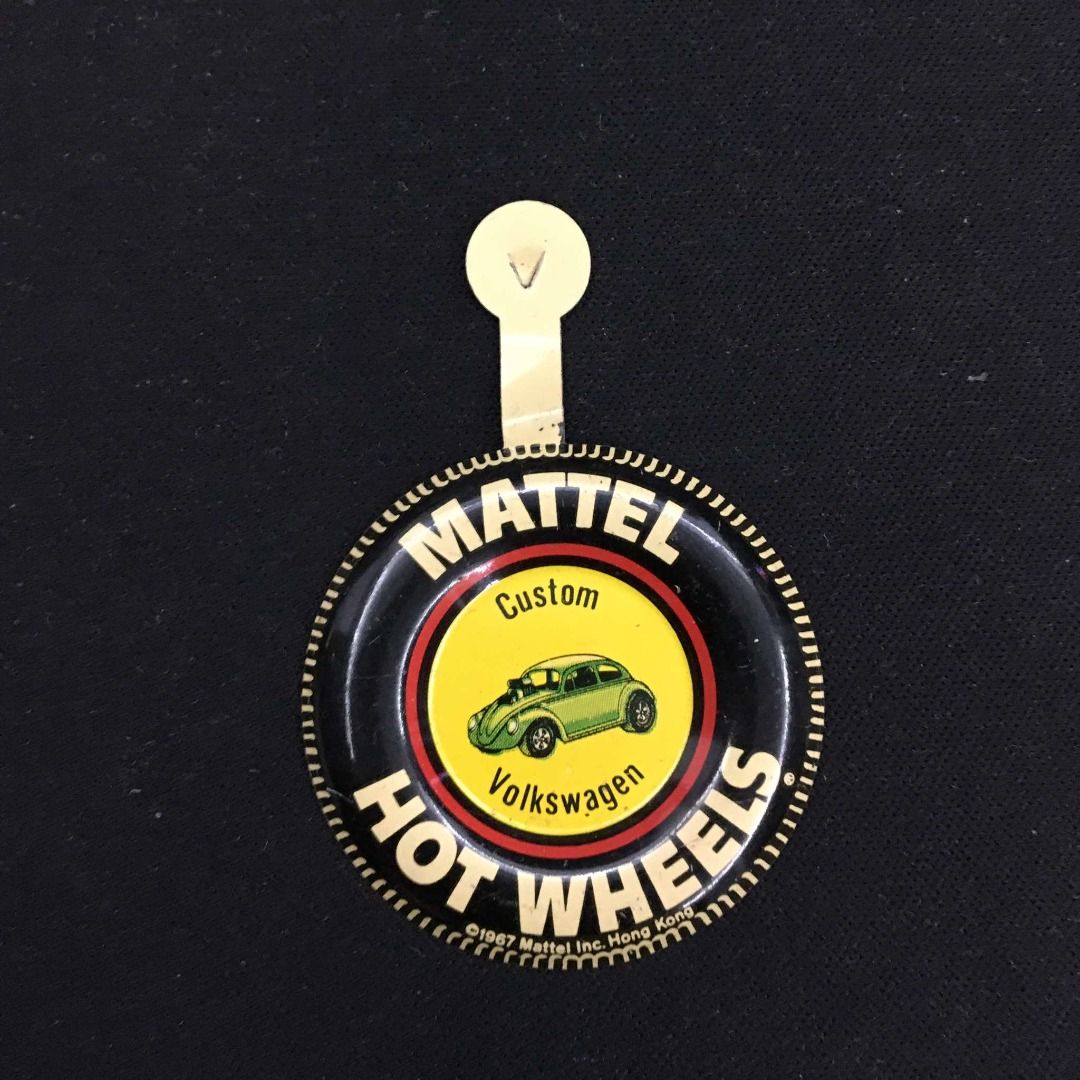 MATTEL
Custom
Volkswagen
HOT WHEELS®
©1967 Mattel Inc. Hong Kong